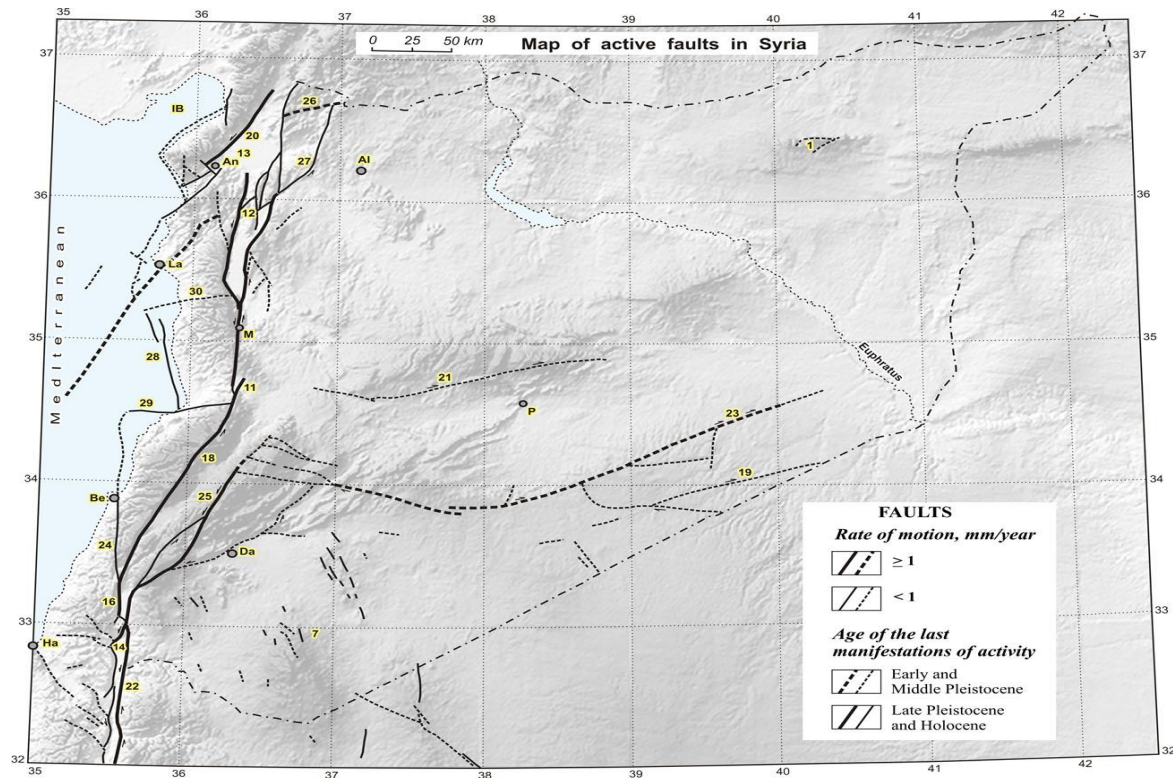 35
36
37
38
39
40
41
42
37
0 25 50 km
Map of active faults in Syria
37
IB
26
20
13
An
27
Al
1
36
36
12
Mediterranean
La
30
35
M
35
28
Euphratus
21
11
29
P
23
18
34
19
34
25
Be
24
Da
16
33
7
33
Ha
14
22
32
32
35
36
37
38
39
40
41
42
FAULTS
Rate of motion, mm/year
≥ 1
< 1
Age of the last
manifestations of activity
Early and
Middle Pleistocene
Late Pleistocene
and Holocene